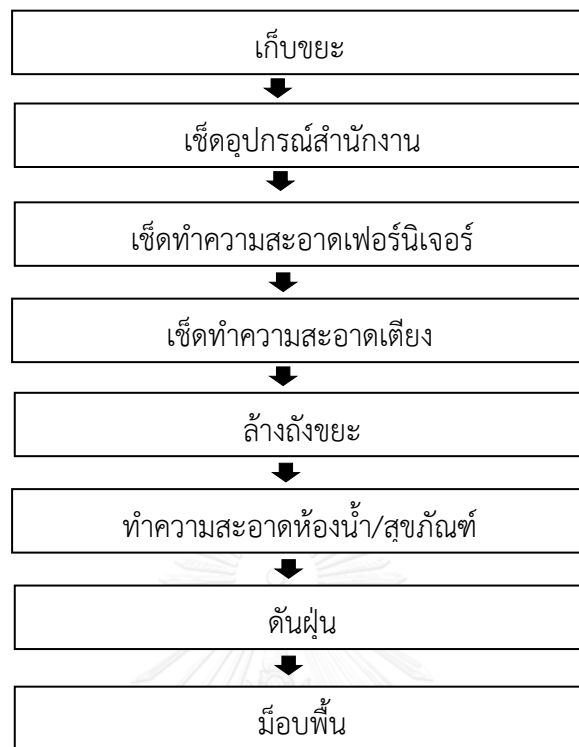 เก็บขยะ
เช็ดอุปกรณ์สำนักงาน
เช็ดทำความสะอาดเฟอร์นิเจอร์
เช็ดทำความสะอาดเตียง
ล้างถังขยะ
ทำความสะอาดห้องน้ำ/สุขภัณฑ์
ดันฝุ่น
ม็อบพื้น